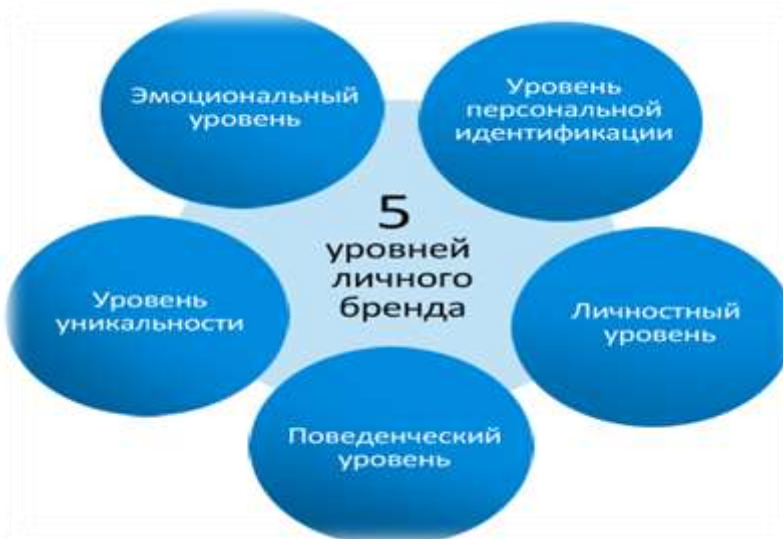 Эмоциональный
уровень
Уровень
персональной
идентификации
5
уровней
личного
бренда
Уровень
уникальности
Личностный
уровень
Поведенческий
уровень